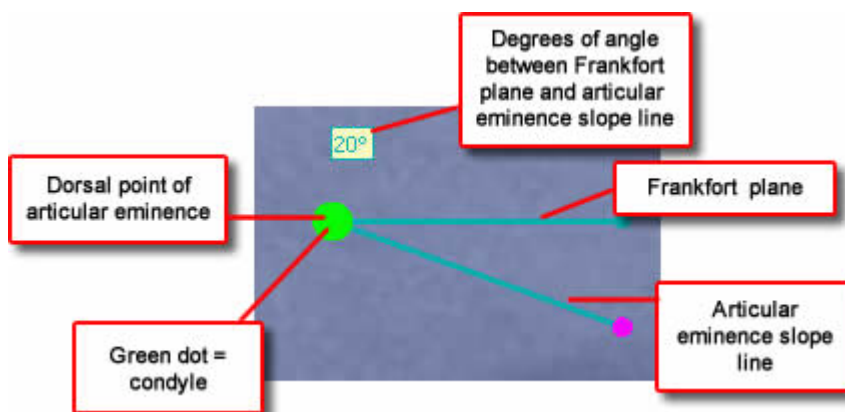 Degrees of angle
between Frankfort
plane and articular
eminence slope line
20°
Dorsal point of
articular eminence
Frankfort plane
Green dot =
condyle
Articular
eminence slope
line